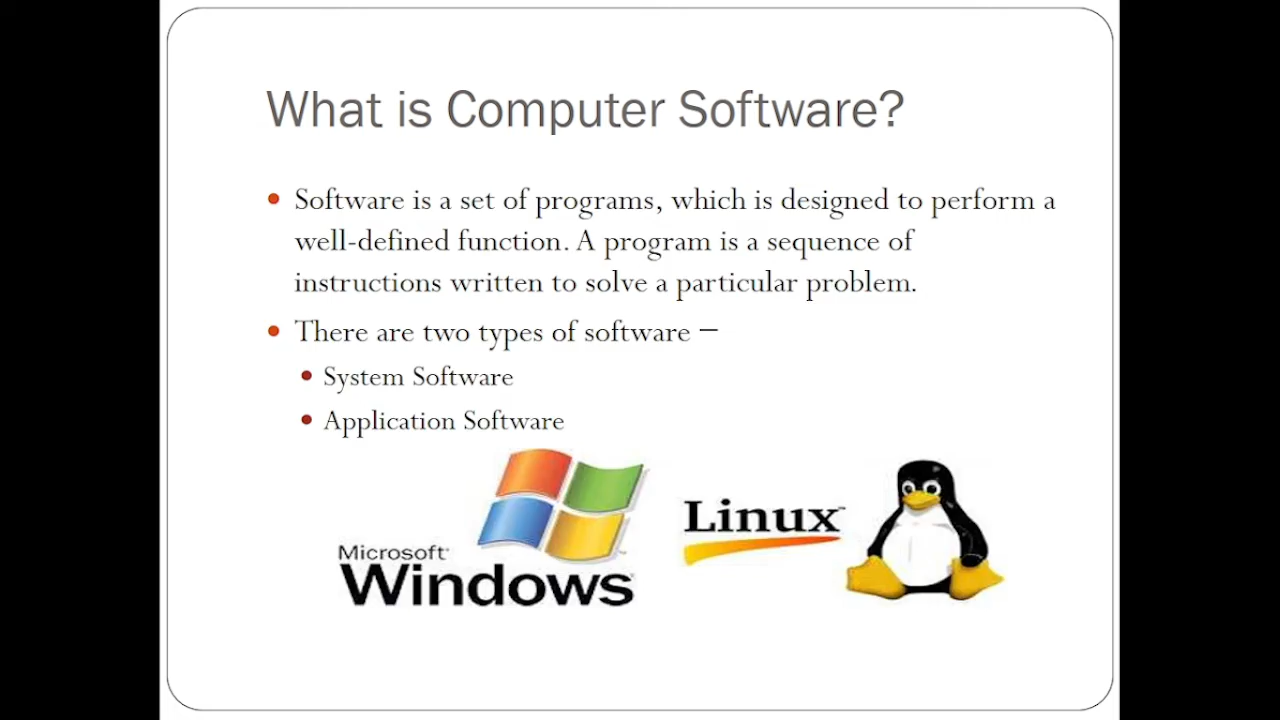 What is Computer Software?
Software is a set of programs, which is designed to perform a
well-defined function. A program is a sequence of
instructions written to solve a particular problem.
There are two types of software –
System Software
Application Software
Microsoft
Windows
Linux